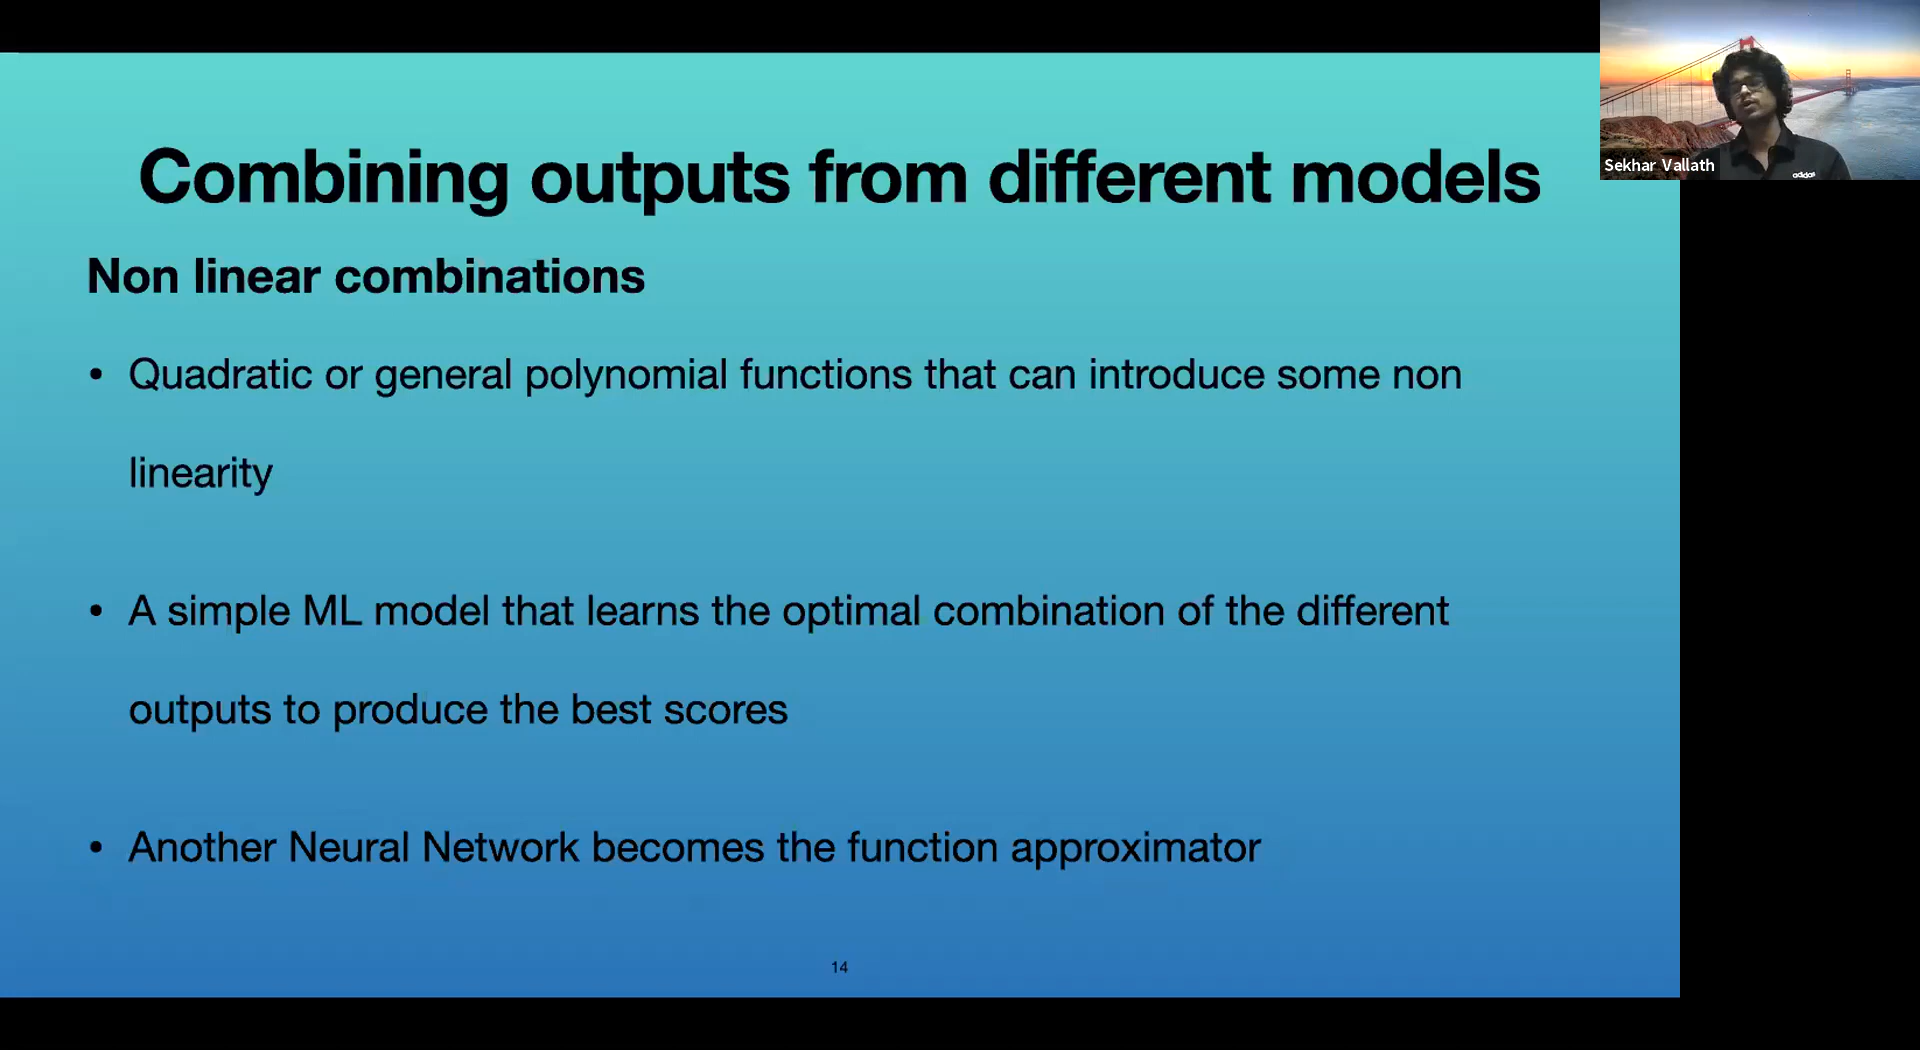 Combining outputs from different models
Sekhar Vallath
adidas
Non linear combinations
• Quadratic or general polynomial functions that can introduce some non
linearity
• A simple ML model that learns the optimal combination of the different
outputs to produce the best scores
• Another Neural Network becomes the function approximator
14